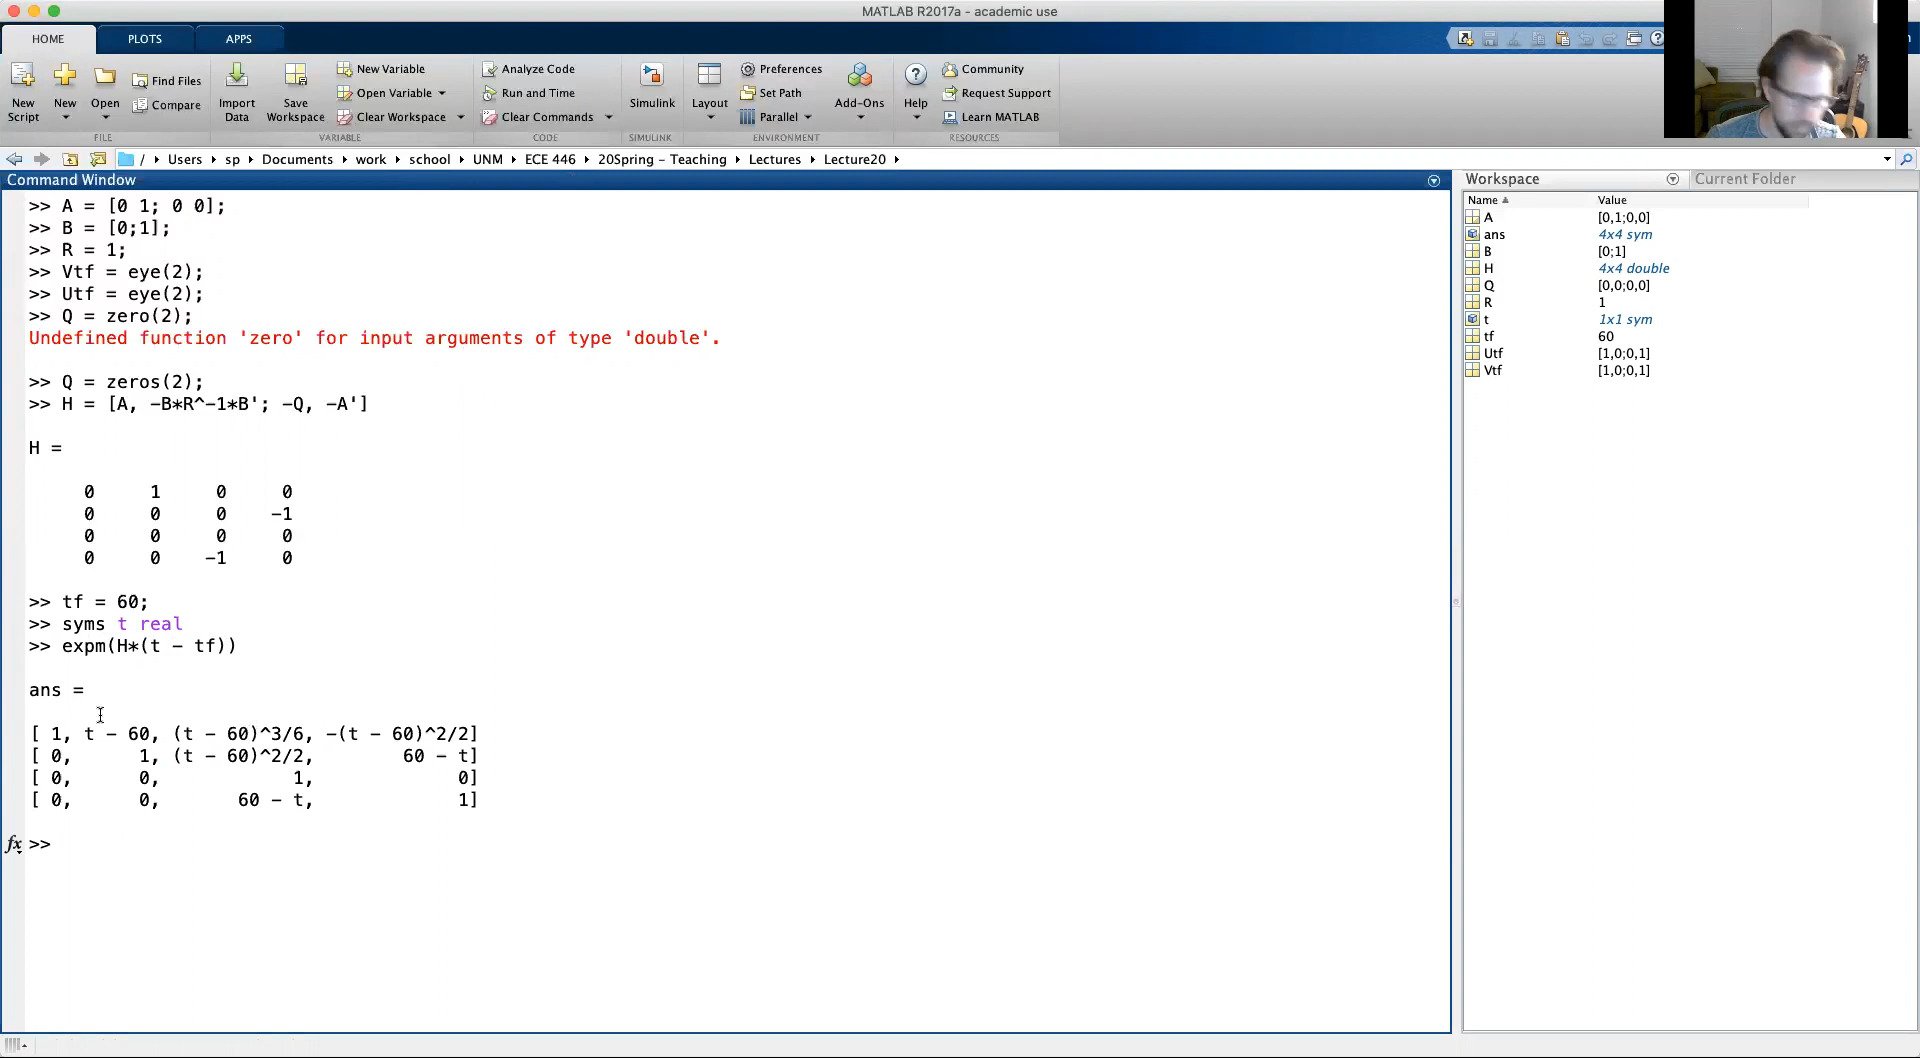 MATLAB R2017a - academic use
HOME PLOTS APPS
New Script
New
Open
Find Files
Compare
FILE
Import Data
Save Workspace
New Variable
Open Variable
Clear Workspace
VARIABLE
Analyze Code
Run and Time
Clear Commands
CODE
Simulink
SIMULINK
Layout
Preferences
Set Path
Parallel
Add-Ons
ENVIRONMENT
Help
Community
Request Support
Learn MATLAB
RESOURCES
/ Users sp Documents work school UNM ECE 446 20Spring - Teaching Lectures Lecture20
Command Window
>> A = [0 1; 0 0];
>> B = [0;1];
>> R = 1;
>> Vtf = eye(2);
>> Utf = eye(2);
>> Q = zero(2);
Undefined function 'zero' for input arguments of type 'double'.
>> Q = zeros(2);
>> H = [A, -B*R^-1*B'; -Q, -A']
H =
0 1 0 0
0 0 0 -1
0 0 0 0
0 0 -1 0
>> tf = 60;
>> syms t real
>> expm(H*(t - tf))
ans =
[ 1, t - 60, (t - 60)^3/6, -(t - 60)^2/2]
[ 0, 1, (t - 60)^2/2, 60 - t]
[ 0, 0, 1, 0]
[ 0, 0, 60 - t, 1]
fx >>
Workspace Current Folder
Name Value
A [0,1;0,0]
ans 4x4 sym
B [0;1]
H 4x4 double
Q [0,0;0,0]
R 1
t 1x1 sym
tf 60
Utf [1,0;0,1]
Vtf [1,0;0,1]